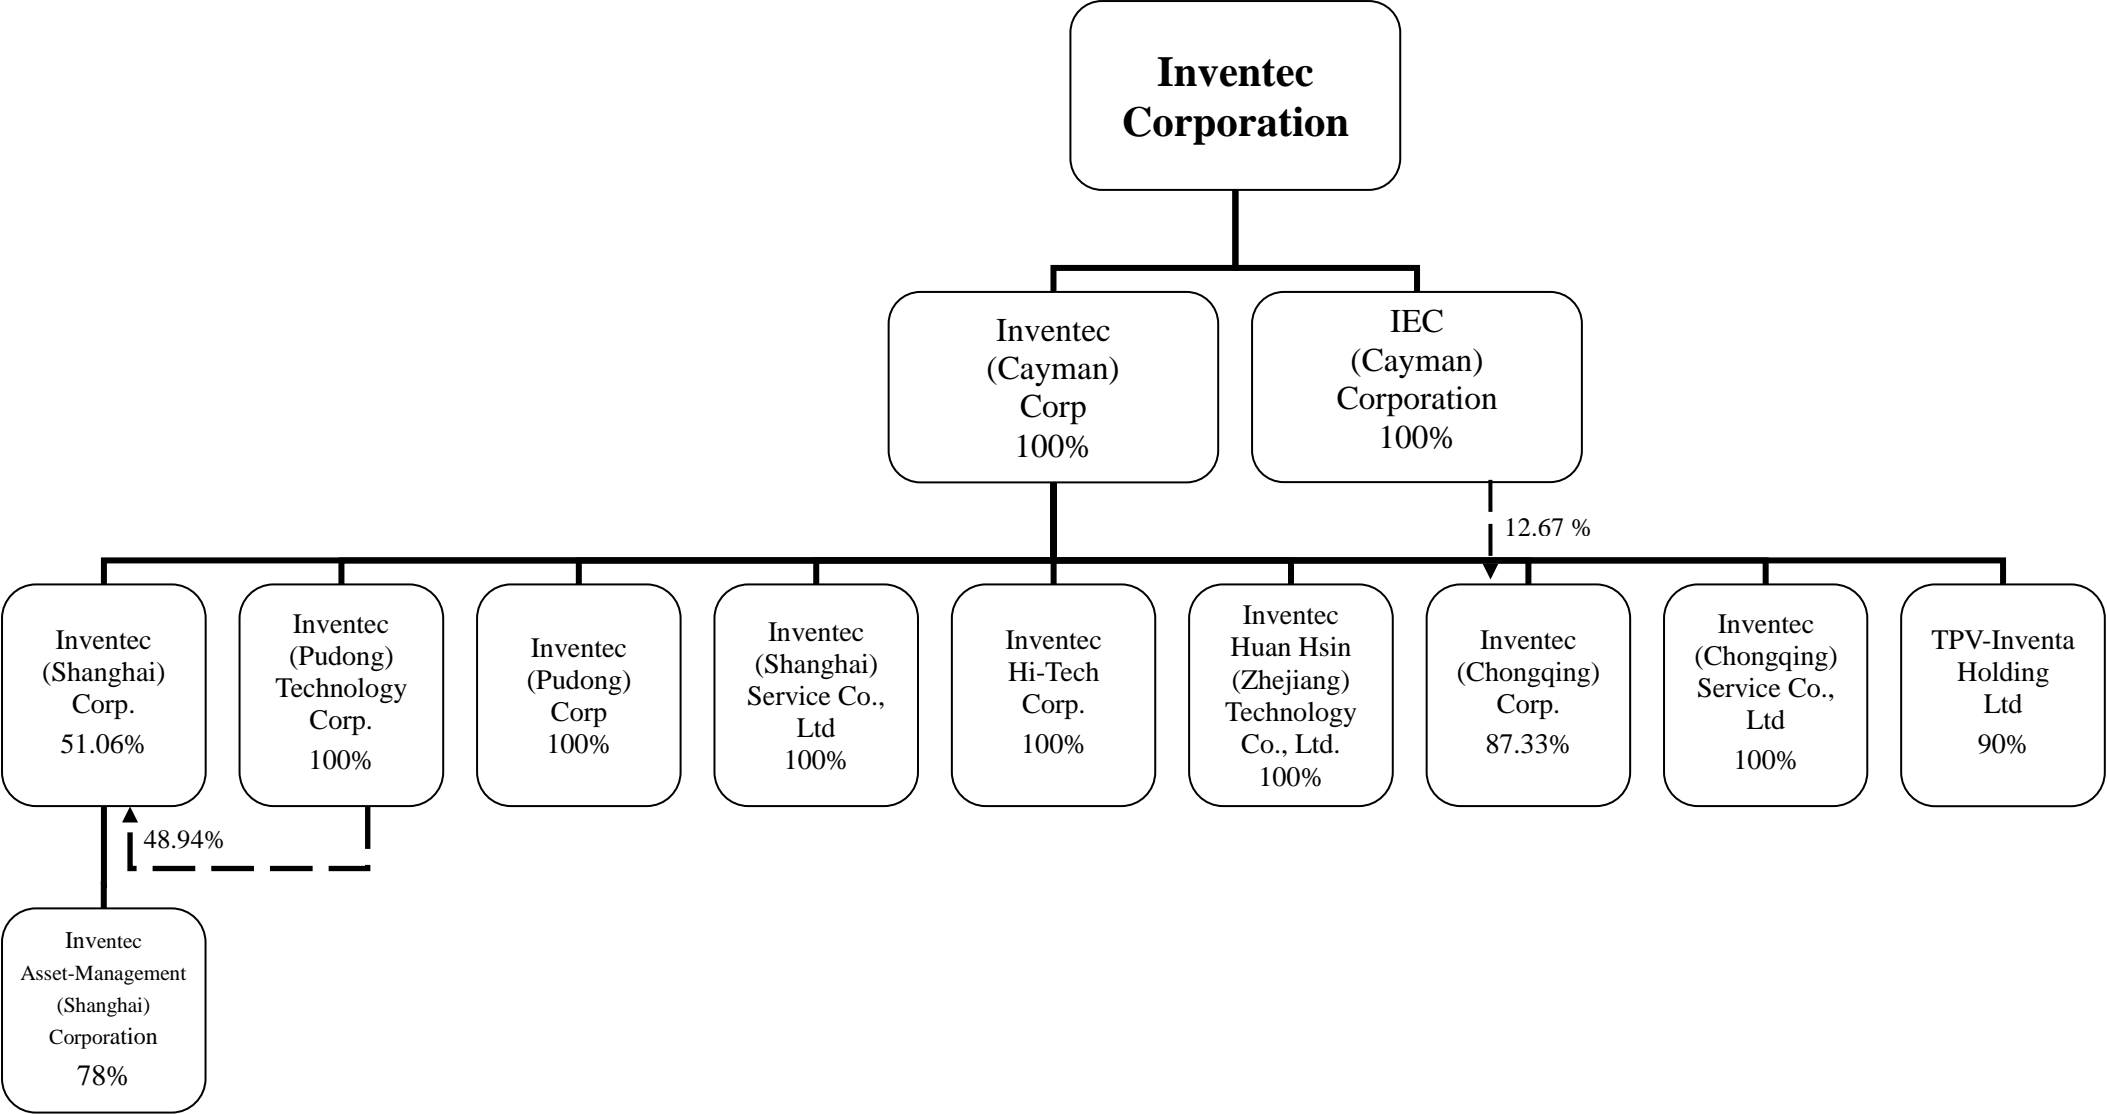 Inventec
Corporation
Inventec
(Cayman)
Corp
100%
IEC
(Cayman)
Corporation
100%
12.67 %
Inventec
(Shanghai)
Corp.
51.06%
Inventec
(Pudong)
Technology
Corp.
100%
Inventec
(Pudong)
Corp
100%
Inventec
(Shanghai)
Service Co.,
Ltd
100%
Inventec
Hi-Tech
Corp.
100%
Inventec
Huan Hsin
(Zhejiang)
Technology
Co., Ltd.
100%
Inventec
(Chongqing)
Corp.
87.33%
Inventec
(Chongqing)
Service Co.,
Ltd
100%
TPV-Inventa
Holding
Ltd
90%
48.94%
Inventec
Asset-Management
(Shanghai)
Corporation
78%